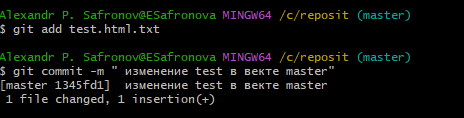 Alexandr P. Safronov@ESafronova MINGW64 /c/reposit (master)
$ git add test.html.txt
Alexandr P. Safronov@ESafronova MINGW64 /c/reposit (master)
$ git commit -m " изменение test в векте master"
[master 1345fd1]  изменение test в векте master
 1 file changed, 1 insertion(+)